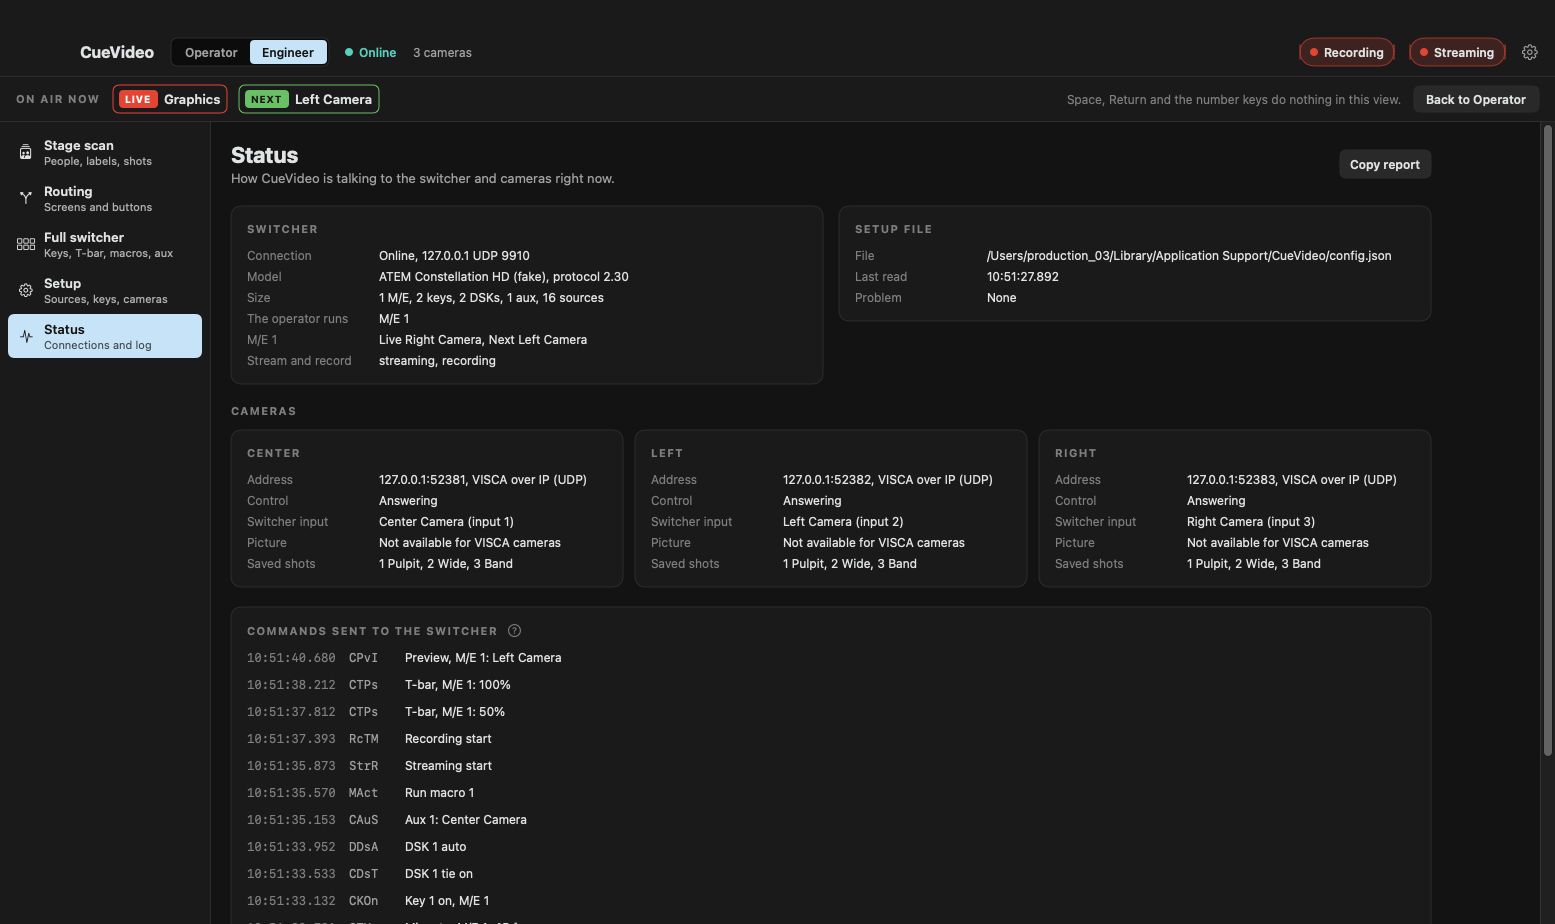 CueVideo
Operator
Engineer
Online
3 cameras
Recording
Streaming
ON AIR NOW
LIVE Graphics
NEXT Left Camera
Space, Return and the number keys do nothing in this view.
Back to Operator
Stage scan
People, labels, shots
Routing
Screens and buttons
Full switcher
Keys, T-bar, macros, aux
Setup
Sources, keys, cameras
Status
Connections and log
Status
How CueVideo is talking to the switcher and cameras right now.
Copy report
SWITCHER
Connection Online, 127.0.0.1 UDP 9910
Model ATEM Constellation HD (fake), protocol 2.30
Size 1 M/E, 2 keys, 2 DSKs, 1 aux, 16 sources
The operator runs M/E 1
M/E 1 Live Right Camera, Next Left Camera
Stream and record streaming, recording
SETUP FILE
File /Users/production_03/Library/Application Support/CueVideo/config.json
Last read 10:51:27.892
Problem None
CAMERAS
CENTER
Address 127.0.0.1:52381, VISCA over IP (UDP)
Control Answering
Switcher input Center Camera (input 1)
Picture Not available for VISCA cameras
Saved shots 1 Pulpit, 2 Wide, 3 Band
LEFT
Address 127.0.0.1:52382, VISCA over IP (UDP)
Control Answering
Switcher input Left Camera (input 2)
Picture Not available for VISCA cameras
Saved shots 1 Pulpit, 2 Wide, 3 Band
RIGHT
Address 127.0.0.1:52383, VISCA over IP (UDP)
Control Answering
Switcher input Right Camera (input 3)
Picture Not available for VISCA cameras
Saved shots 1 Pulpit, 2 Wide, 3 Band
COMMANDS SENT TO THE SWITCHER ?
10:51:40.680 CPvI Preview, M/E 1: Left Camera
10:51:38.212 CTPs T-bar, M/E 1: 100%
10:51:37.812 CTPs T-bar, M/E 1: 50%
10:51:37.393 RcTM Recording start
10:51:35.873 StrR Streaming start
10:51:35.570 MAct Run macro 1
10:51:35.153 CAuS Aux 1: Center Camera
10:51:33.952 DDsA DSK 1 auto
10:51:33.533 CDsT DSK 1 tie on
10:51:33.132 CKOn Key 1 on, M/E 1